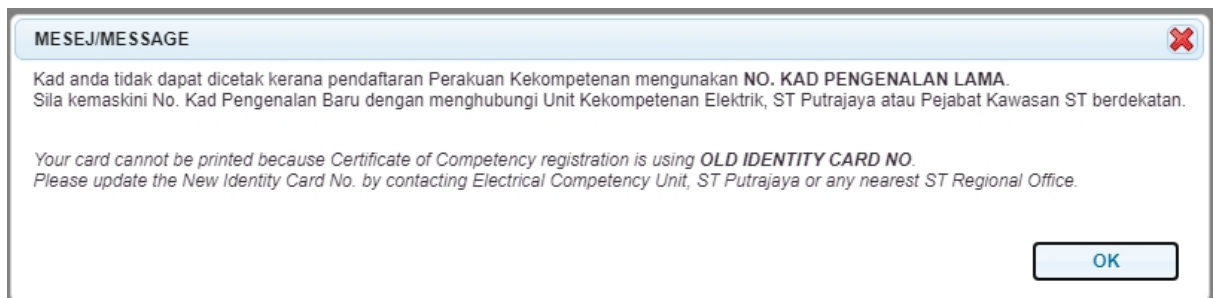 MESEJ/MESSAGE
Kad anda tidak dapat dicetak kerana pendaftaran Perakuan Kekompetenan mengunakan NO. KAD PENGENALAN LAMA.
Sila kemaskini No. Kad Pengenalan Baru dengan menghubungi Unit Kekompetenan Elektrik, ST Putrajaya atau Pejabat Kawasan ST berdekatan.
Your card cannot be printed because Certificate of Competency registration is using OLD IDENTITY CARD NO.
Please update the New Identity Card No. by contacting Electrical Competency Unit, ST Putrajaya or any nearest ST Regional Office.
OK